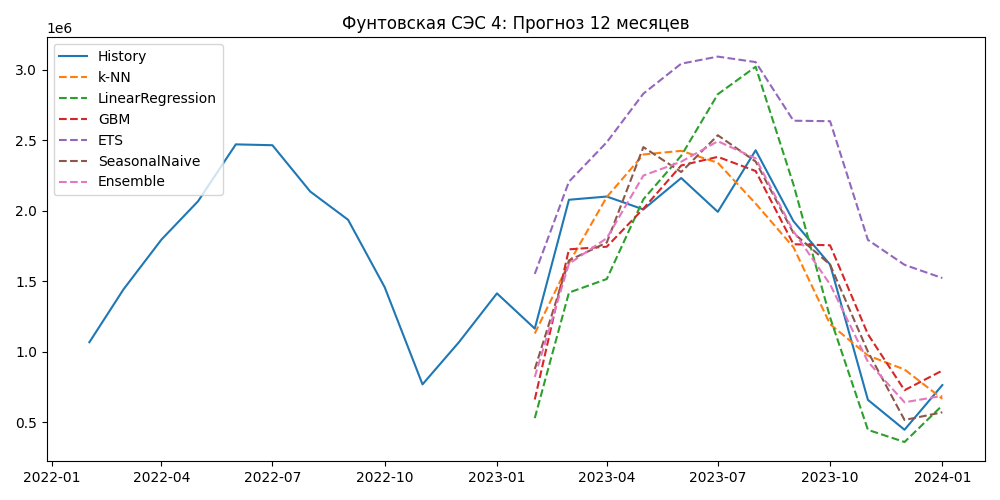 Фунтовская СЭС 4: Прогноз 12 месяцев
1e6
History
k-NN
LinearRegression
GBM
ETS
SeasonalNaive
Ensemble
3.0
2.5
2.0
1.5
1.0
0.5
2022-01 2022-04 2022-07 2022-10 2023-01 2023-04 2023-07 2023-10 2024-01